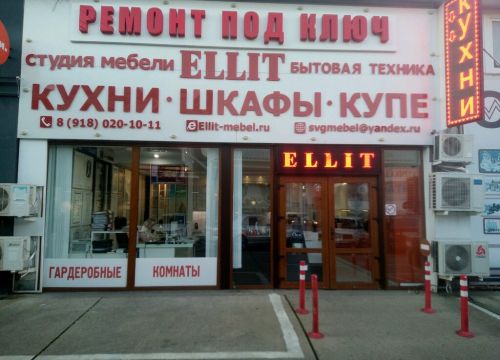 РЕМОНТ ПОД КЛЮЧ
СТУДИЯ МЕБЕЛИ ELLIT БЫТОВАЯ ТЕХНИКА
КУХНИ · ШКАФЫ · КУПЕ
8 (918) 020-10-11 Ellit-mebel.ru svgmebel@yandex.ru
КУХНИ
ELLIT
ГАРДЕРОБНЫЕ КОМНАТЫ